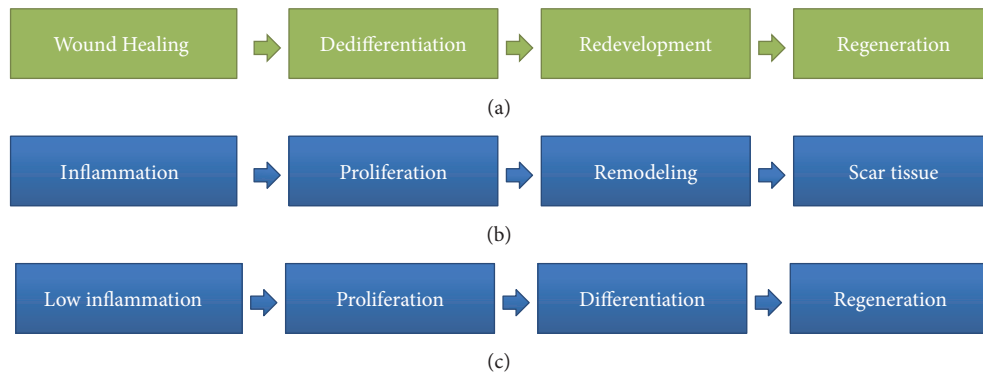 Wound Healing Dedifferentiation Redevelopment Regeneration
(a)
Inflammation Proliferation Remodeling Scar tissue
(b)
Low inflammation Proliferation Differentiation Regeneration
(c)